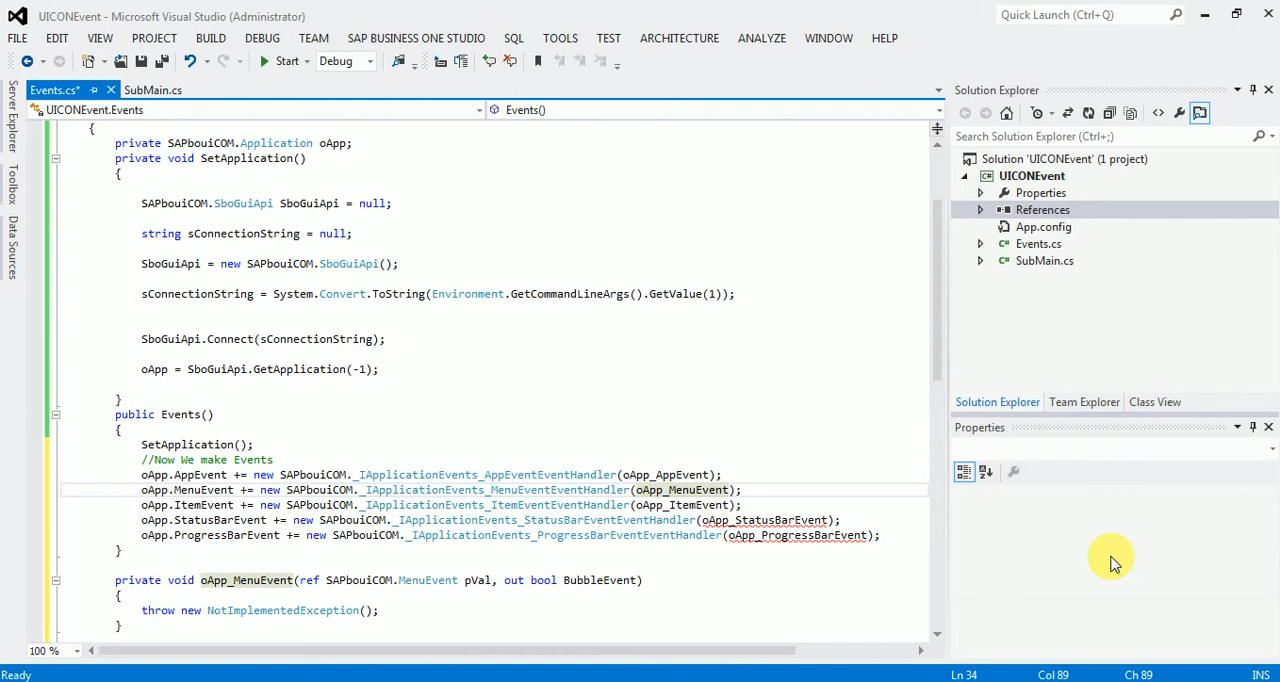 UICONEvent - Microsoft Visual Studio (Administrator)
Quick Launch (Ctrl+Q)
FILE EDIT VIEW PROJECT BUILD DEBUG TEAM SAP BUSINESS ONE STUDIO SQL TOOLS TEST ARCHITECTURE ANALYZE WINDOW HELP
Start Debug
Server Explorer
Toolbox
Data Sources
Events.cs* SubMain.cs
UICONEvent.Events Events()
{
private SAPbouiCOM.Application oApp;
private void SetApplication()
{
SAPbouiCOM.SboGuiApi SboGuiApi = null;
string sConnectionString = null;
SboGuiApi = new SAPbouiCOM.SboGuiApi();
sConnectionString = System.Convert.ToString(Environment.GetCommandLineArgs().GetValue(1));
SboGuiApi.Connect(sConnectionString);
oApp = SboGuiApi.GetApplication(-1);
}
public Events()
{
SetApplication();
//Now We make Events
oApp.AppEvent += new SAPbouiCOM._IApplicationEvents_AppEventEventHandler(oApp_AppEvent);
oApp.MenuEvent += new SAPbouiCOM._IApplicationEvents_MenuEventEventHandler(oApp_MenuEvent);
oApp.ItemEvent += new SAPbouiCOM._IApplicationEvents_ItemEventEventHandler(oApp_ItemEvent);
oApp.StatusBarEvent += new SAPbouiCOM._IApplicationEvents_StatusBarEventEventHandler(oApp_StatusBarEvent);
oApp.ProgressBarEvent += new SAPbouiCOM._IApplicationEvents_ProgressBarEventEventHandler(oApp_ProgressBarEvent);
}
private void oApp_MenuEvent(ref SAPbouiCOM.MenuEvent pVal, out bool BubbleEvent)
{
throw new NotImplementedException();
}
100 %
Solution Explorer
Search Solution Explorer (Ctrl+;)
Solution 'UICONEvent' (1 project)
UICONEvent
Properties
References
App.config
Events.cs
SubMain.cs
Solution Explorer Team Explorer Class View
Properties
Ready Ln 34 Col 89 Ch 89 INS